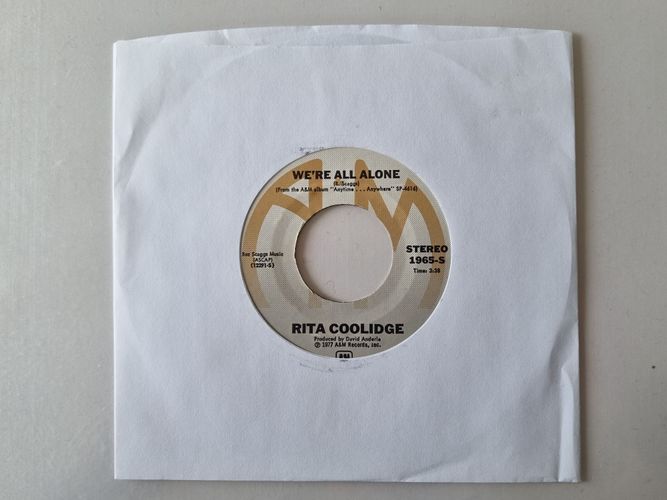 WE'RE ALL ALONE
(B. Scaggs)
(From the A&M album "Anytime . . . Anywhere" SP-4616)
STEREO
1965-S
Time: 3:38
Boz Scaggs Music
(ASCAP)
(12291-S)
RITA COOLIDGE
Produced by David Anderle
℗ 1977 A&M Records, Inc.
A&M